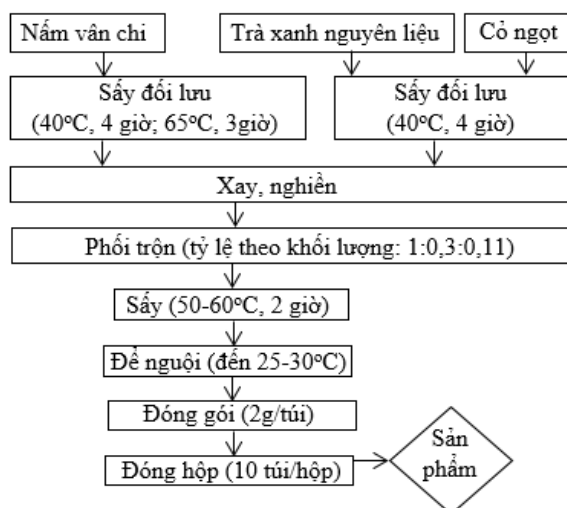 Nấm vân chi
Trà xanh nguyên liệu
Cỏ ngọt
Sấy đối lưu
(40°C, 4 giờ; 65°C, 3giờ)
Sấy đối lưu
(40°C, 4 giờ)
Xay, nghiền
Phối trộn (tỷ lệ theo khối lượng: 1:0,3:0,11)
Sấy (50-60°C, 2 giờ)
Để nguội (đến 25-30°C)
Đóng gói (2g/túi)
Đóng hộp (10 túi/hộp)
Sản
phẩm